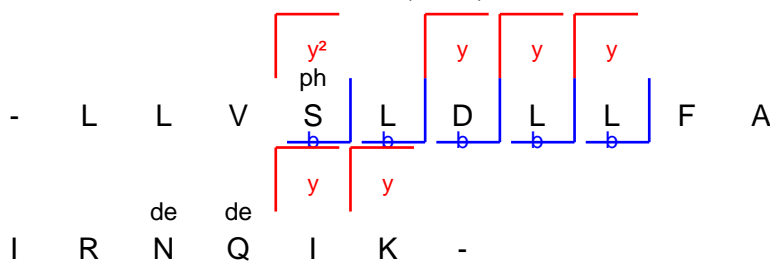 y² y y y
ph
- L L V S L D L L F A
b b b b b
y y
de de
I R N Q I K -